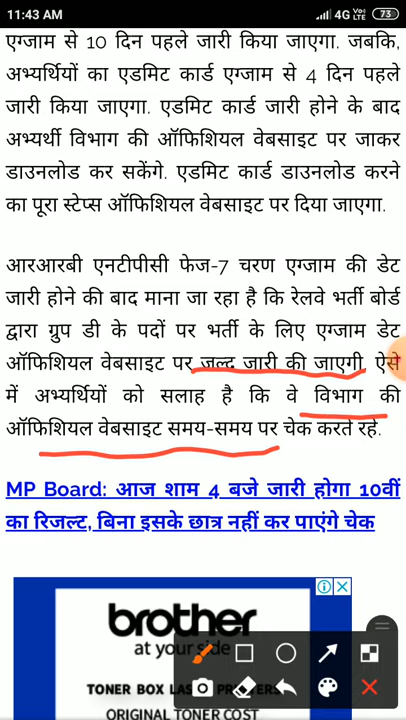 11:43 AM
4G VoLTE 73
एग्जाम से 10 दिन पहले जारी किया जाएगा. जबकि,
अभ्यर्थियों का एडमिट कार्ड एग्जाम से 4 दिन पहले
जारी किया जाएगा. एडमिट कार्ड जारी होने के बाद
अभ्यर्थी विभाग की ऑफिशियल वेबसाइट पर जाकर
डाउनलोड कर सकेंगे. एडमिट कार्ड डाउनलोड करने
का पूरा स्टेप्स ऑफिशियल वेबसाइट पर दिया जाएगा.
आरआरबी एनटीपीसी फेज-7 चरण एग्जाम की डेट
जारी होने की बाद माना जा रहा है कि रेलवे भर्ती बोर्ड
द्वारा ग्रुप डी के पदों पर भर्ती के लिए एग्जाम डेट
ऑफिशियल वेबसाइट पर जल्द जारी की जाएगी ऐसे
में अभ्यर्थियों को सलाह है कि वे विभाग की
ऑफिशियल वेबसाइट समय-समय पर चेक करते रहे.
MP Board: आज शाम 4 बजे जारी होगा 10वीं
का रिजल्ट, बिना इसके छात्र नहीं कर पाएंगे चेक
brother
at your side
TONER BOX
ORIGINAL TONER COST